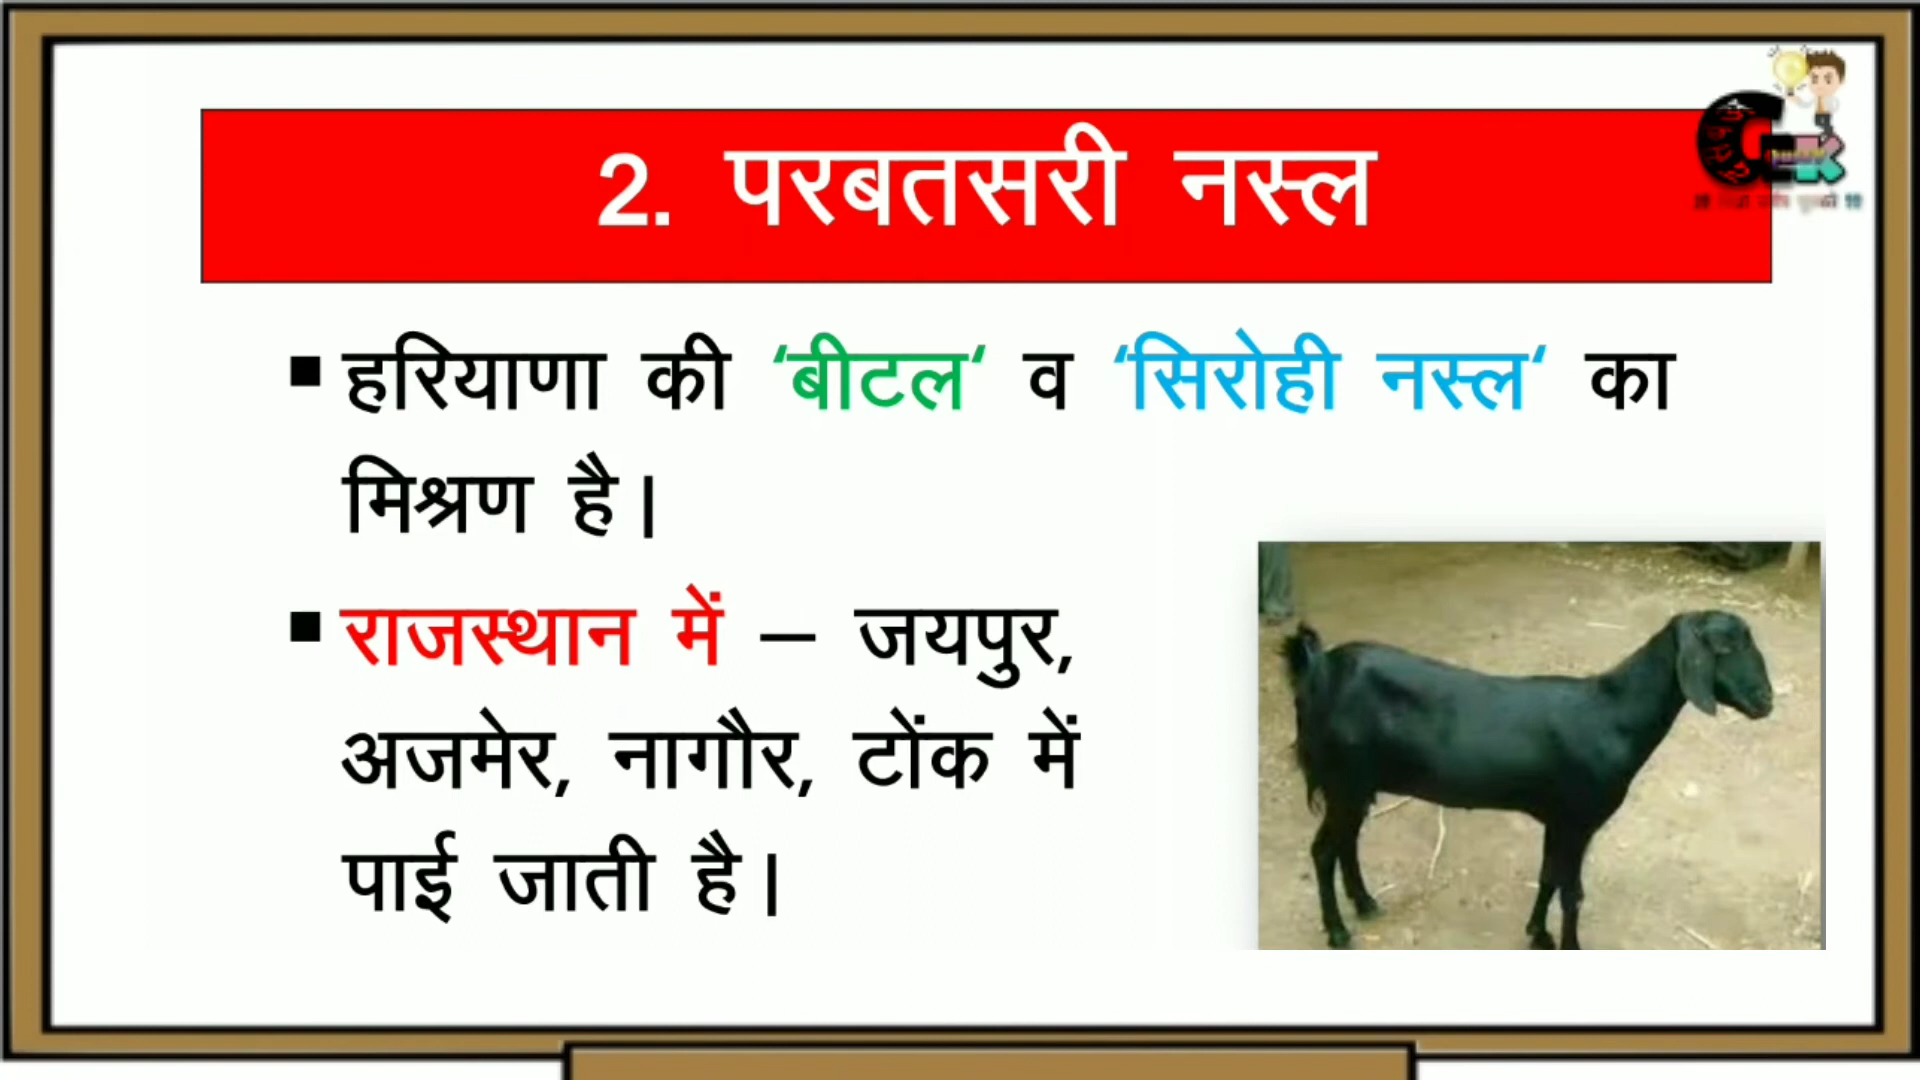 2. परबतसरी नस्ल
▪ हरियाणा की ‘बीटल‘ व ‘सिरोही नस्ल‘ का
मिश्रण है।
▪ राजस्थान में – जयपुर,
अजमेर, नागौर, टोंक में
पाई जाती है।